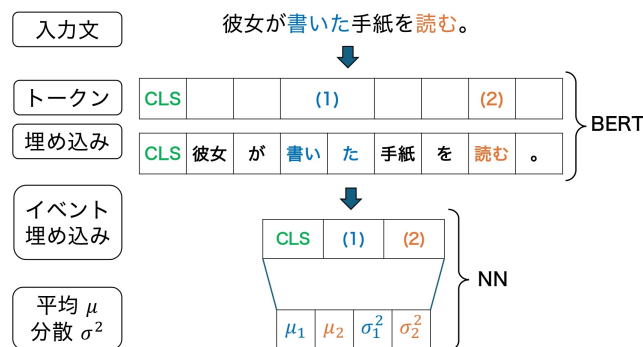 入力文
彼女が書いた手紙を読む。
トークン
CLS (1) (2)
BERT
埋め込み
CLS 彼女 が 書い た 手紙 を 読む 。
イベント
埋め込み
CLS (1) (2)
NN
平均 μ
分散 σ²
μ₁ μ₂ σ₁² σ₂²